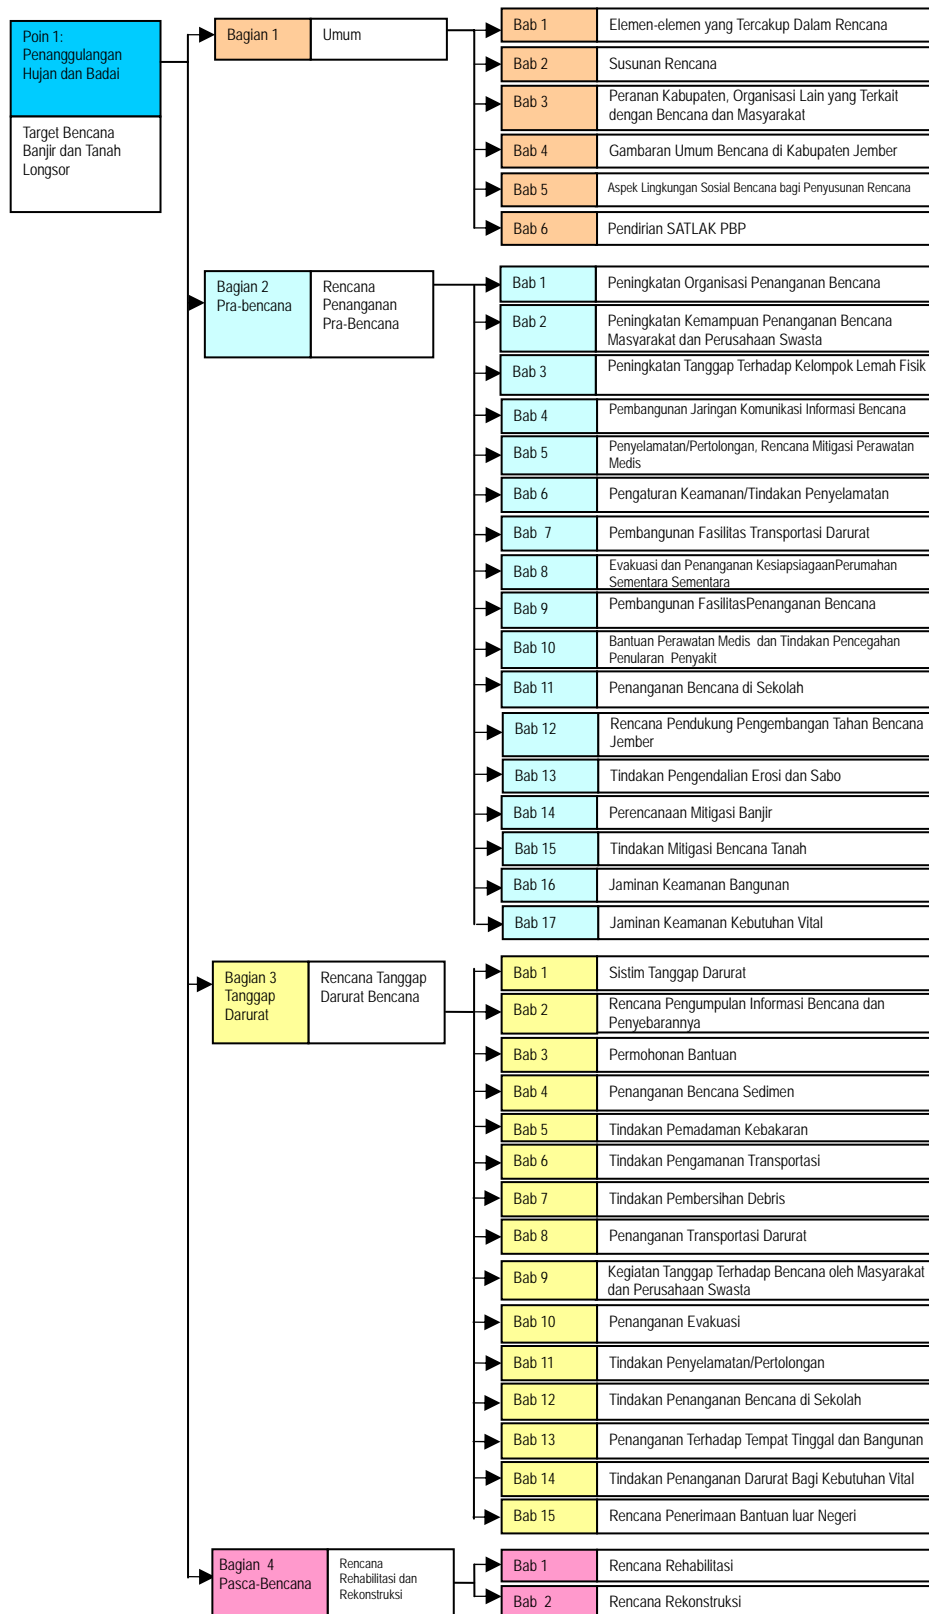 Poin 1:
Penanggulangan
Hujan dan Badai
Target Bencana
Banjir dan Tanah
Longsor
Bagian 1
Umum
Bab 1
Elemen-elemen yang Tercakup Dalam Rencana
Bab 2
Susunan Rencana
Bab 3
Peranan Kabupaten, Organisasi Lain yang Terkait
dengan Bencana dan Masyarakat
Bab 4
Gambaran Umum Bencana di Kabupaten Jember
Bab 5
Aspek Lingkungan Sosial Bencana bagi Penyusunan Rencana
Bab 6
Pendirian SATLAK PBP
Bagian 2
Pra-bencana
Rencana
Penanganan
Pra-Bencana
Bab 1
Peningkatan Organisasi Penanganan Bencana
Bab 2
Peningkatan Kemampuan Penanganan Bencana
Masyarakat dan Perusahaan Swasta
Bab 3
Peningkatan Tanggap Terhadap Kelompok Lemah Fisik
Bab 4
Pembangunan Jaringan Komunikasi Informasi Bencana
Bab 5
Penyelamatan/Pertolongan, Rencana Mitigasi Perawatan
Medis
Bab 6
Pengaturan Keamanan/Tindakan Penyelamatan
Bab  7
Pembangunan Fasilitas Transportasi Darurat
Bab 8
Evakuasi dan Penanganan KesiapsiagaanPerumahan
Sementara Sementara
Bab 9
Pembangunan FasilitasPenanganan Bencana
Bab 10
Bantuan Perawatan Medis  dan Tindakan Pencegahan
Penularan  Penyakit
Bab 11
Penanganan Bencana di Sekolah
Bab 12
Rencana Pendukung Pengembangan Tahan Bencana
Jember
Bab 13
Tindakan Pengendalian Erosi dan Sabo
Bab 14
Perencanaan Mitigasi Banjir
Bab 15
Tindakan Mitigasi Bencana Tanah
Bab 16
Jaminan Keamanan Bangunan
Bab 17
Jaminan Keamanan Kebutuhan Vital
Bagian 3
Tanggap
Darurat
Rencana Tanggap
Darurat Bencana
Bab 1
Sistim Tanggap Darurat
Bab 2
Rencana Pengumpulan Informasi Bencana dan
Penyebarannya
Bab 3
Permohonan Bantuan
Bab 4
Penanganan Bencana Sedimen
Bab 5
Tindakan Pemadaman Kebakaran
Bab 6
Tindakan Pengamanan Transportasi
Bab 7
Tindakan Pembersihan Debris
Bab 8
Penanganan Transportasi Darurat
Bab 9
Kegiatan Tanggap Terhadap Bencana oleh Masyarakat
dan Perusahaan Swasta
Bab 10
Penanganan Evakuasi
Bab 11
Tindakan Penyelamatan/Pertolongan
Bab 12
Tindakan Penanganan Bencana di Sekolah
Bab 13
Penanganan Terhadap Tempat Tinggal dan Bangunan
Bab 14
Tindakan Penanganan Darurat Bagi Kebutuhan Vital
Bab 15
Rencana Penerimaan Bantuan luar Negeri
Bagian  4
Pasca-Bencana
Rencana
Rehabilitasi dan
Rekonstruksi
Bab 1
Rencana Rehabilitasi
Bab  2
Rencana Rekonstruksi